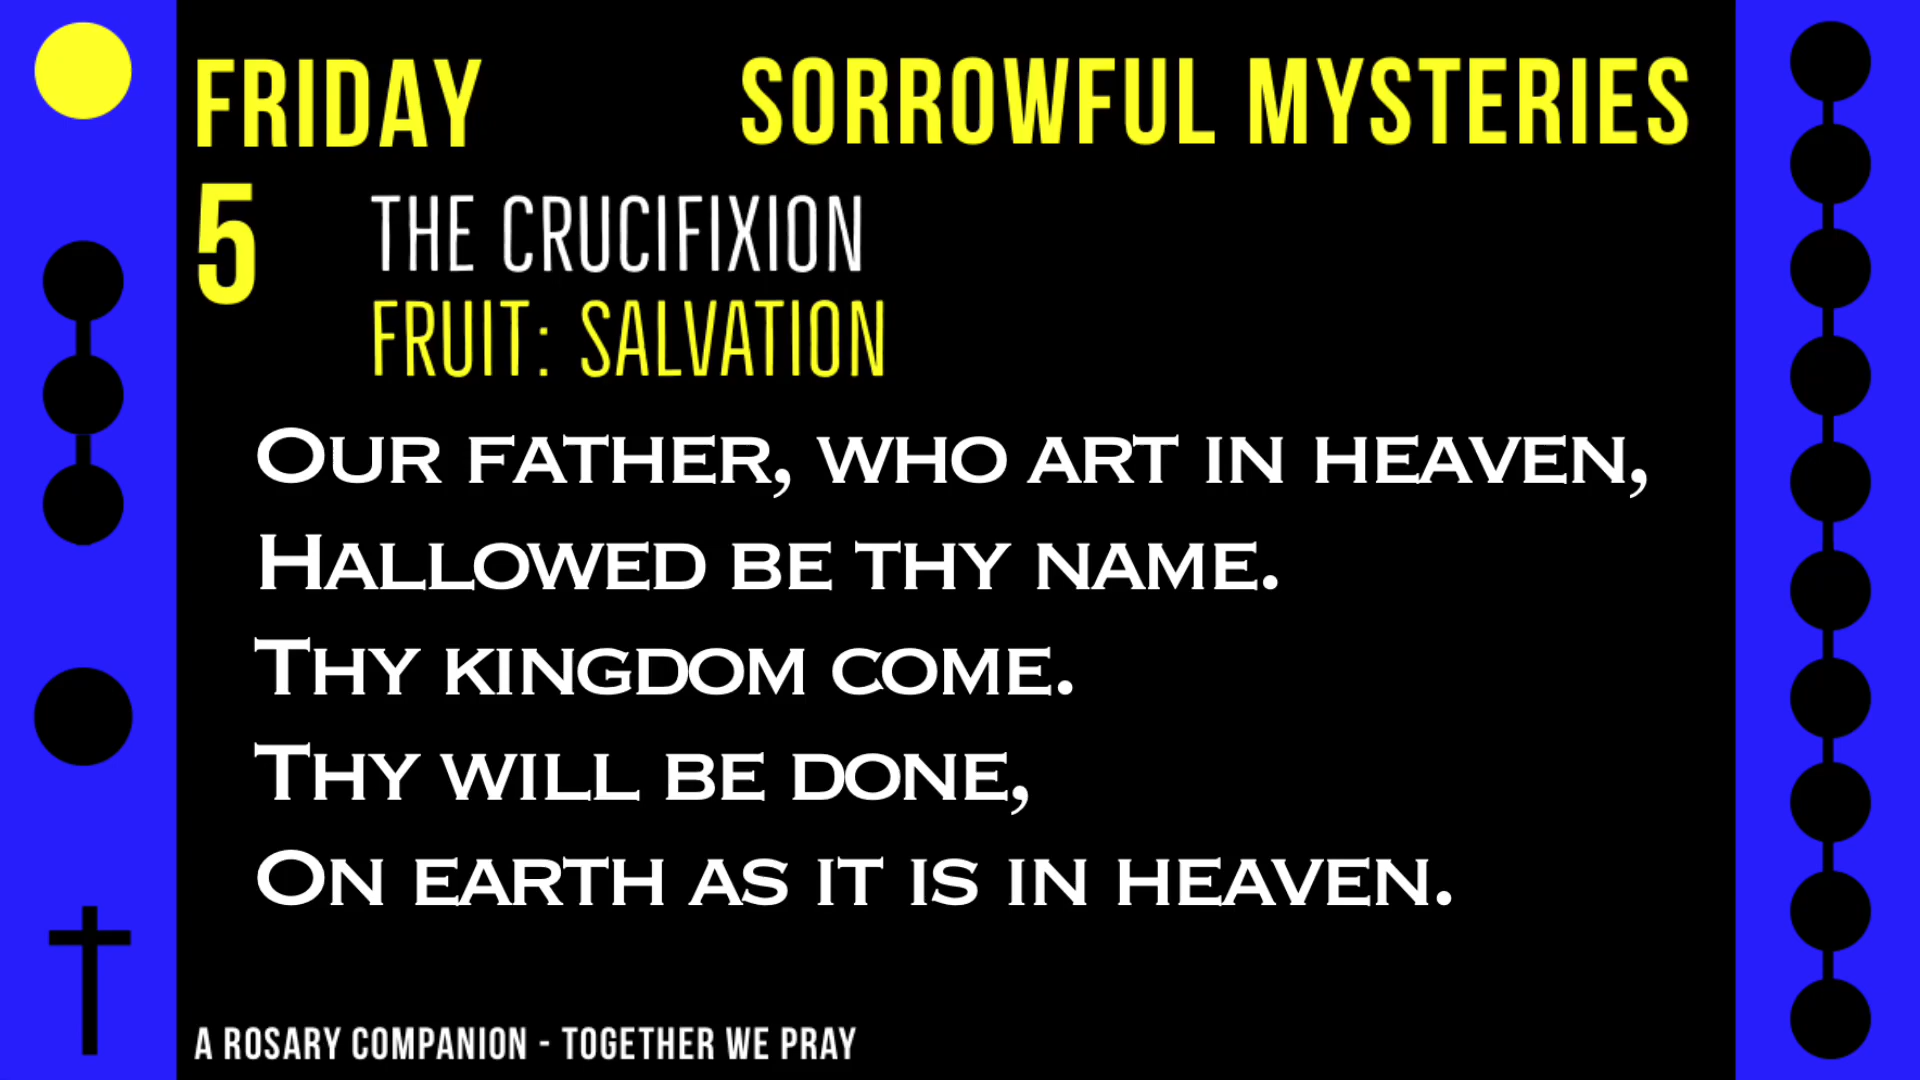 FRIDAY SORROWFUL MYSTERIES
5 THE CRUCIFIXION
FRUIT: SALVATION
OUR FATHER, WHO ART IN HEAVEN,
HALLOWED BE THY NAME.
THY KINGDOM COME.
THY WILL BE DONE,
ON EARTH AS IT IS IN HEAVEN.
A ROSARY COMPANION - TOGETHER WE PRAY